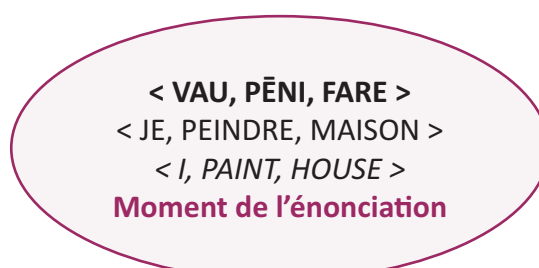 < VAU, PĒNI, FARE >
< JE, PEINDRE, MAISON >
< I, PAINT, HOUSE >
Moment de l’énonciation